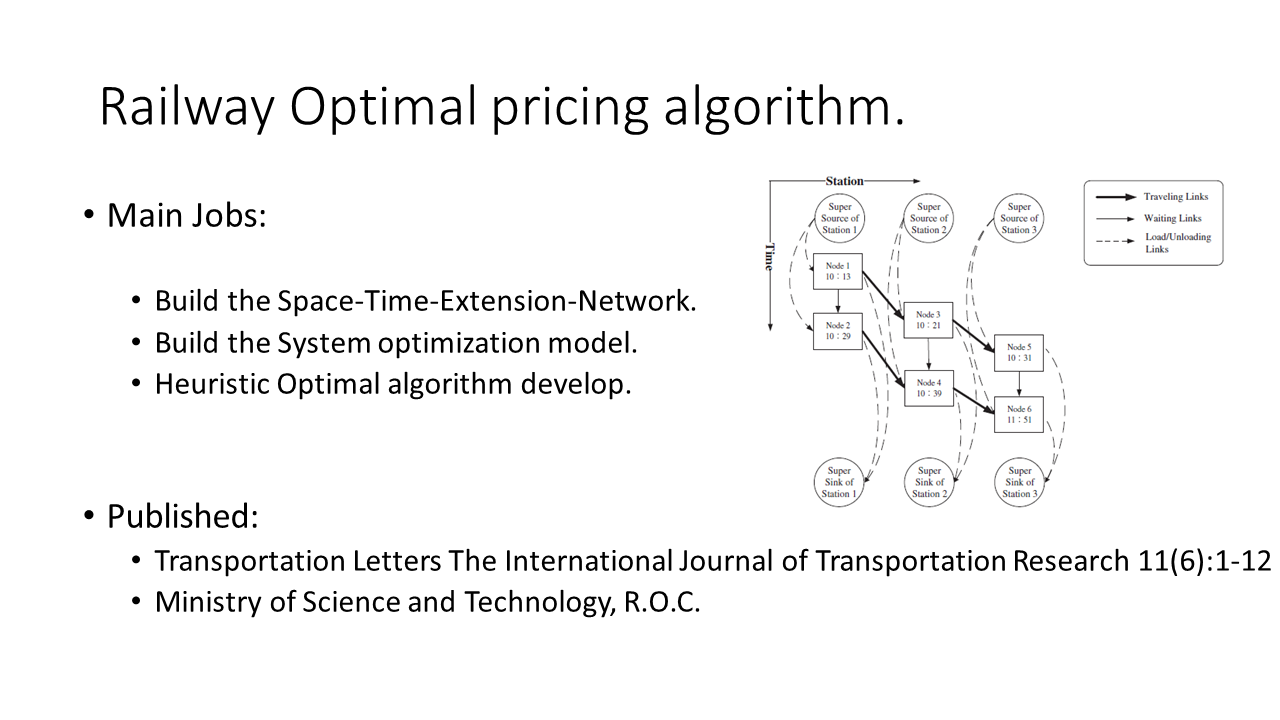 Railway Optimal pricing algorithm.
• Main Jobs:
• Build the Space-Time-Extension-Network.
• Build the System optimization model.
• Heuristic Optimal algorithm develop.
• Published:
• Transportation Letters The International Journal of Transportation Research 11(6):1-12
• Ministry of Science and Technology, R.O.C.
Station
Time
Super
Source of
Station 1
Super
Source of
Station 2
Super
Source of
Station 3
Traveling Links
Waiting Links
Load/Unloading
Links
Node 1
10：13
Node 2
10：29
Node 3
10：21
Node 4
10：39
Node 5
10：31
Node 6
11：51
Super
Sink of
Station 1
Super
Sink of
Station 2
Super
Sink of
Station 3